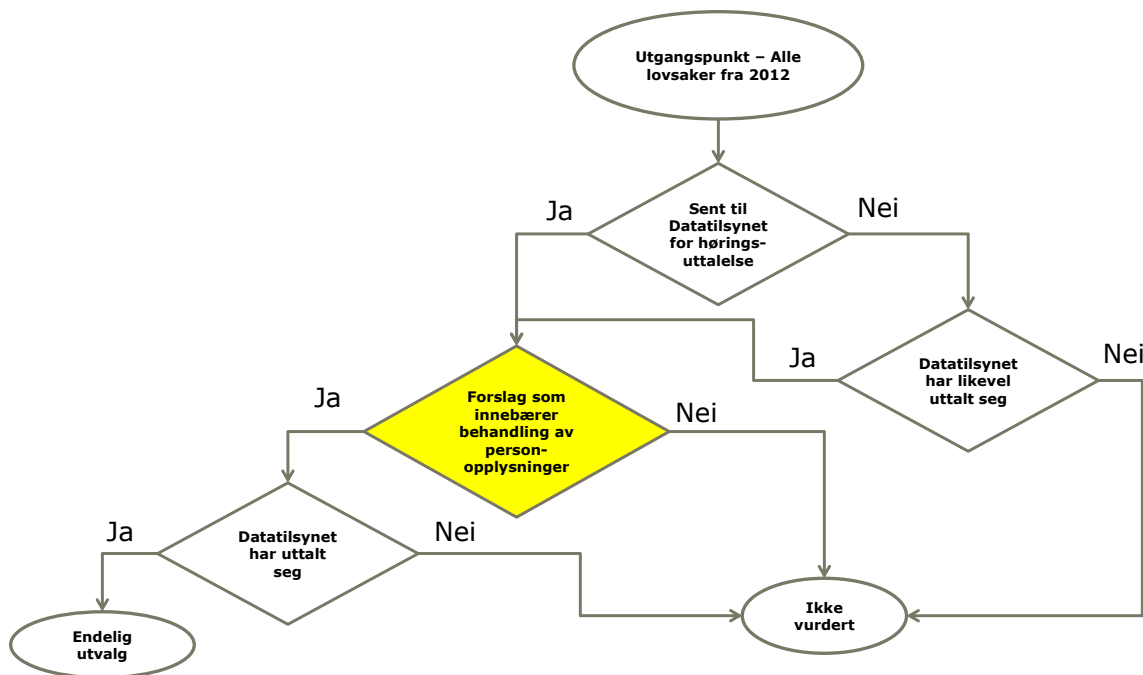 Utgangspunkt – Alle
lovsaker fra 2012
Ja
Sent til
Datatilsynet
for hørings-
uttalelse
Nei
Ja
Datatilsynet
har likevel
uttalt seg
Nei
Ja
Forslag som
innebærer
behandling av
person-
opplysninger
Nei
Ja
Datatilsynet
har uttalt
seg
Nei
Endelig
utvalg
Ikke
vurdert